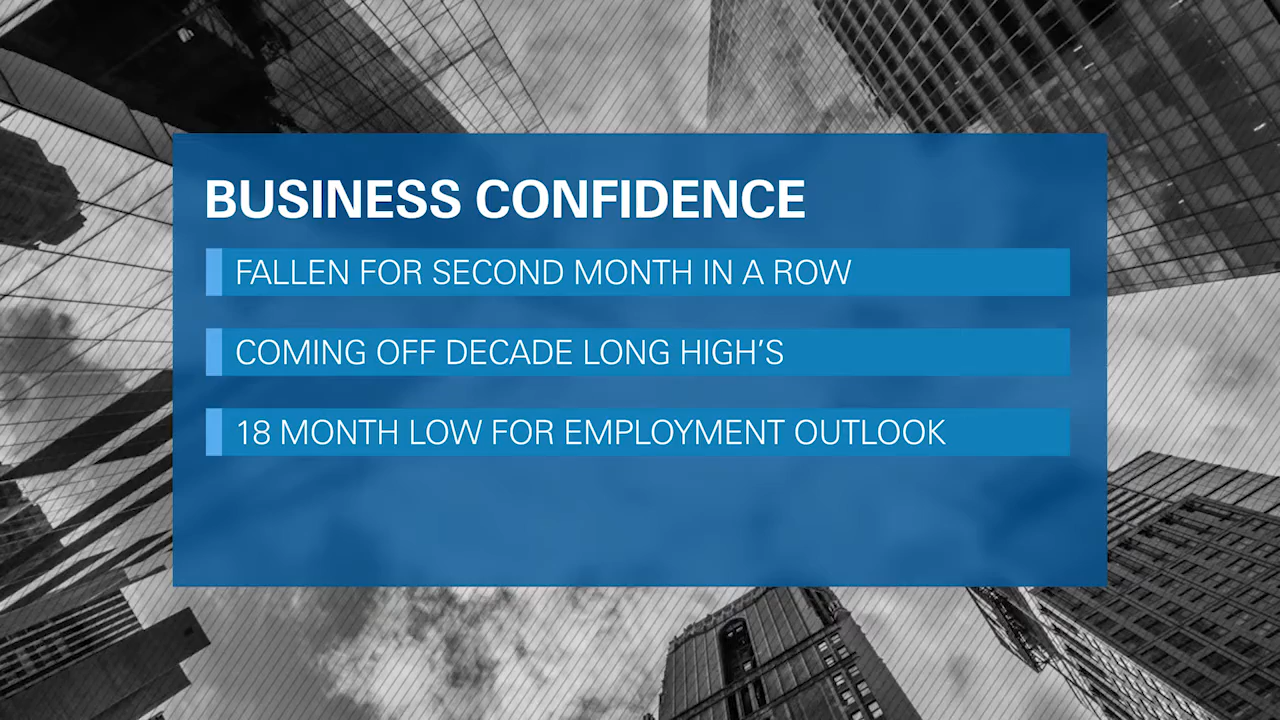 BUSINESS CONFIDENCE
FALLEN FOR SECOND MONTH IN A ROW
COMING OFF DECADE LONG HIGH’S
18 MONTH LOW FOR EMPLOYMENT OUTLOOK